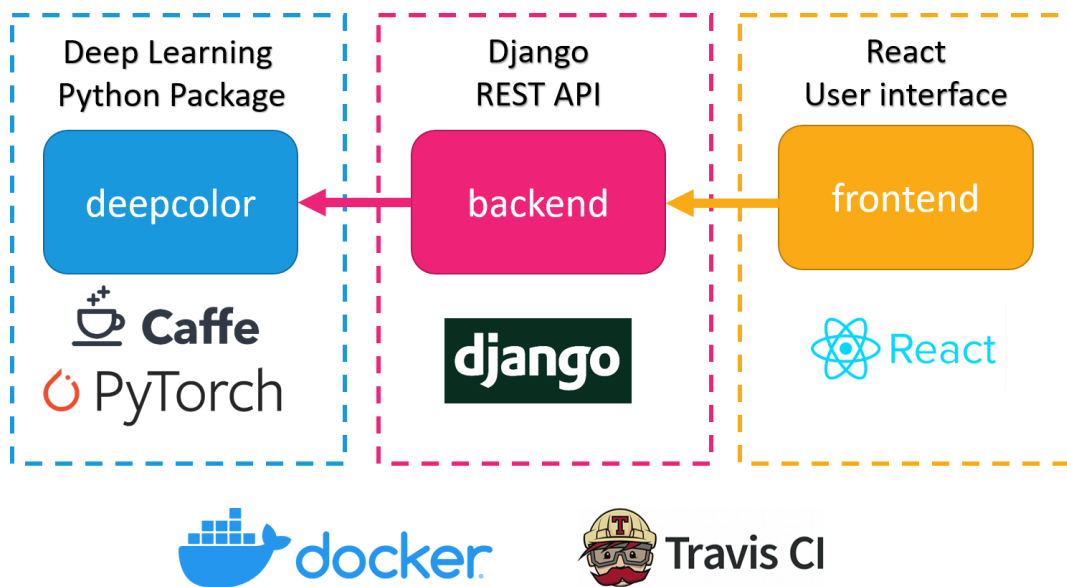 Deep Learning
Python Package
deepcolor
Caffe
PyTorch
Django
REST API
backend
django
React
User interface
frontend
React
docker
T
Travis CI